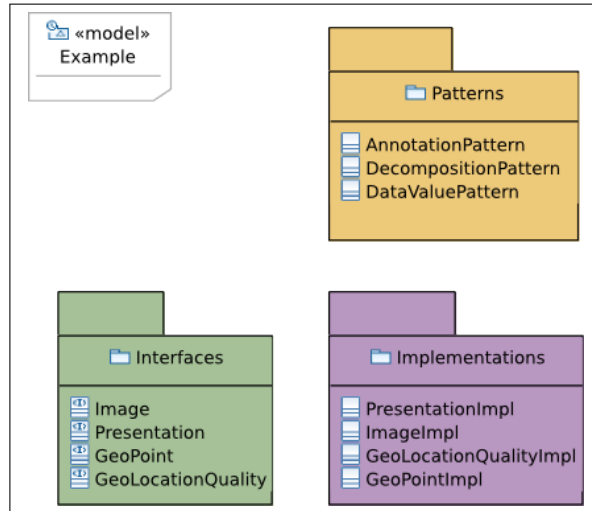 «model»
Example
Patterns
AnnotationPattern
DecompositionPattern
DataValuePattern
Interfaces
Image
Presentation
GeoPoint
GeoLocationQuality
Implementations
PresentationImpl
ImageImpl
GeoLocationQualityImpl
GeoPointImpl